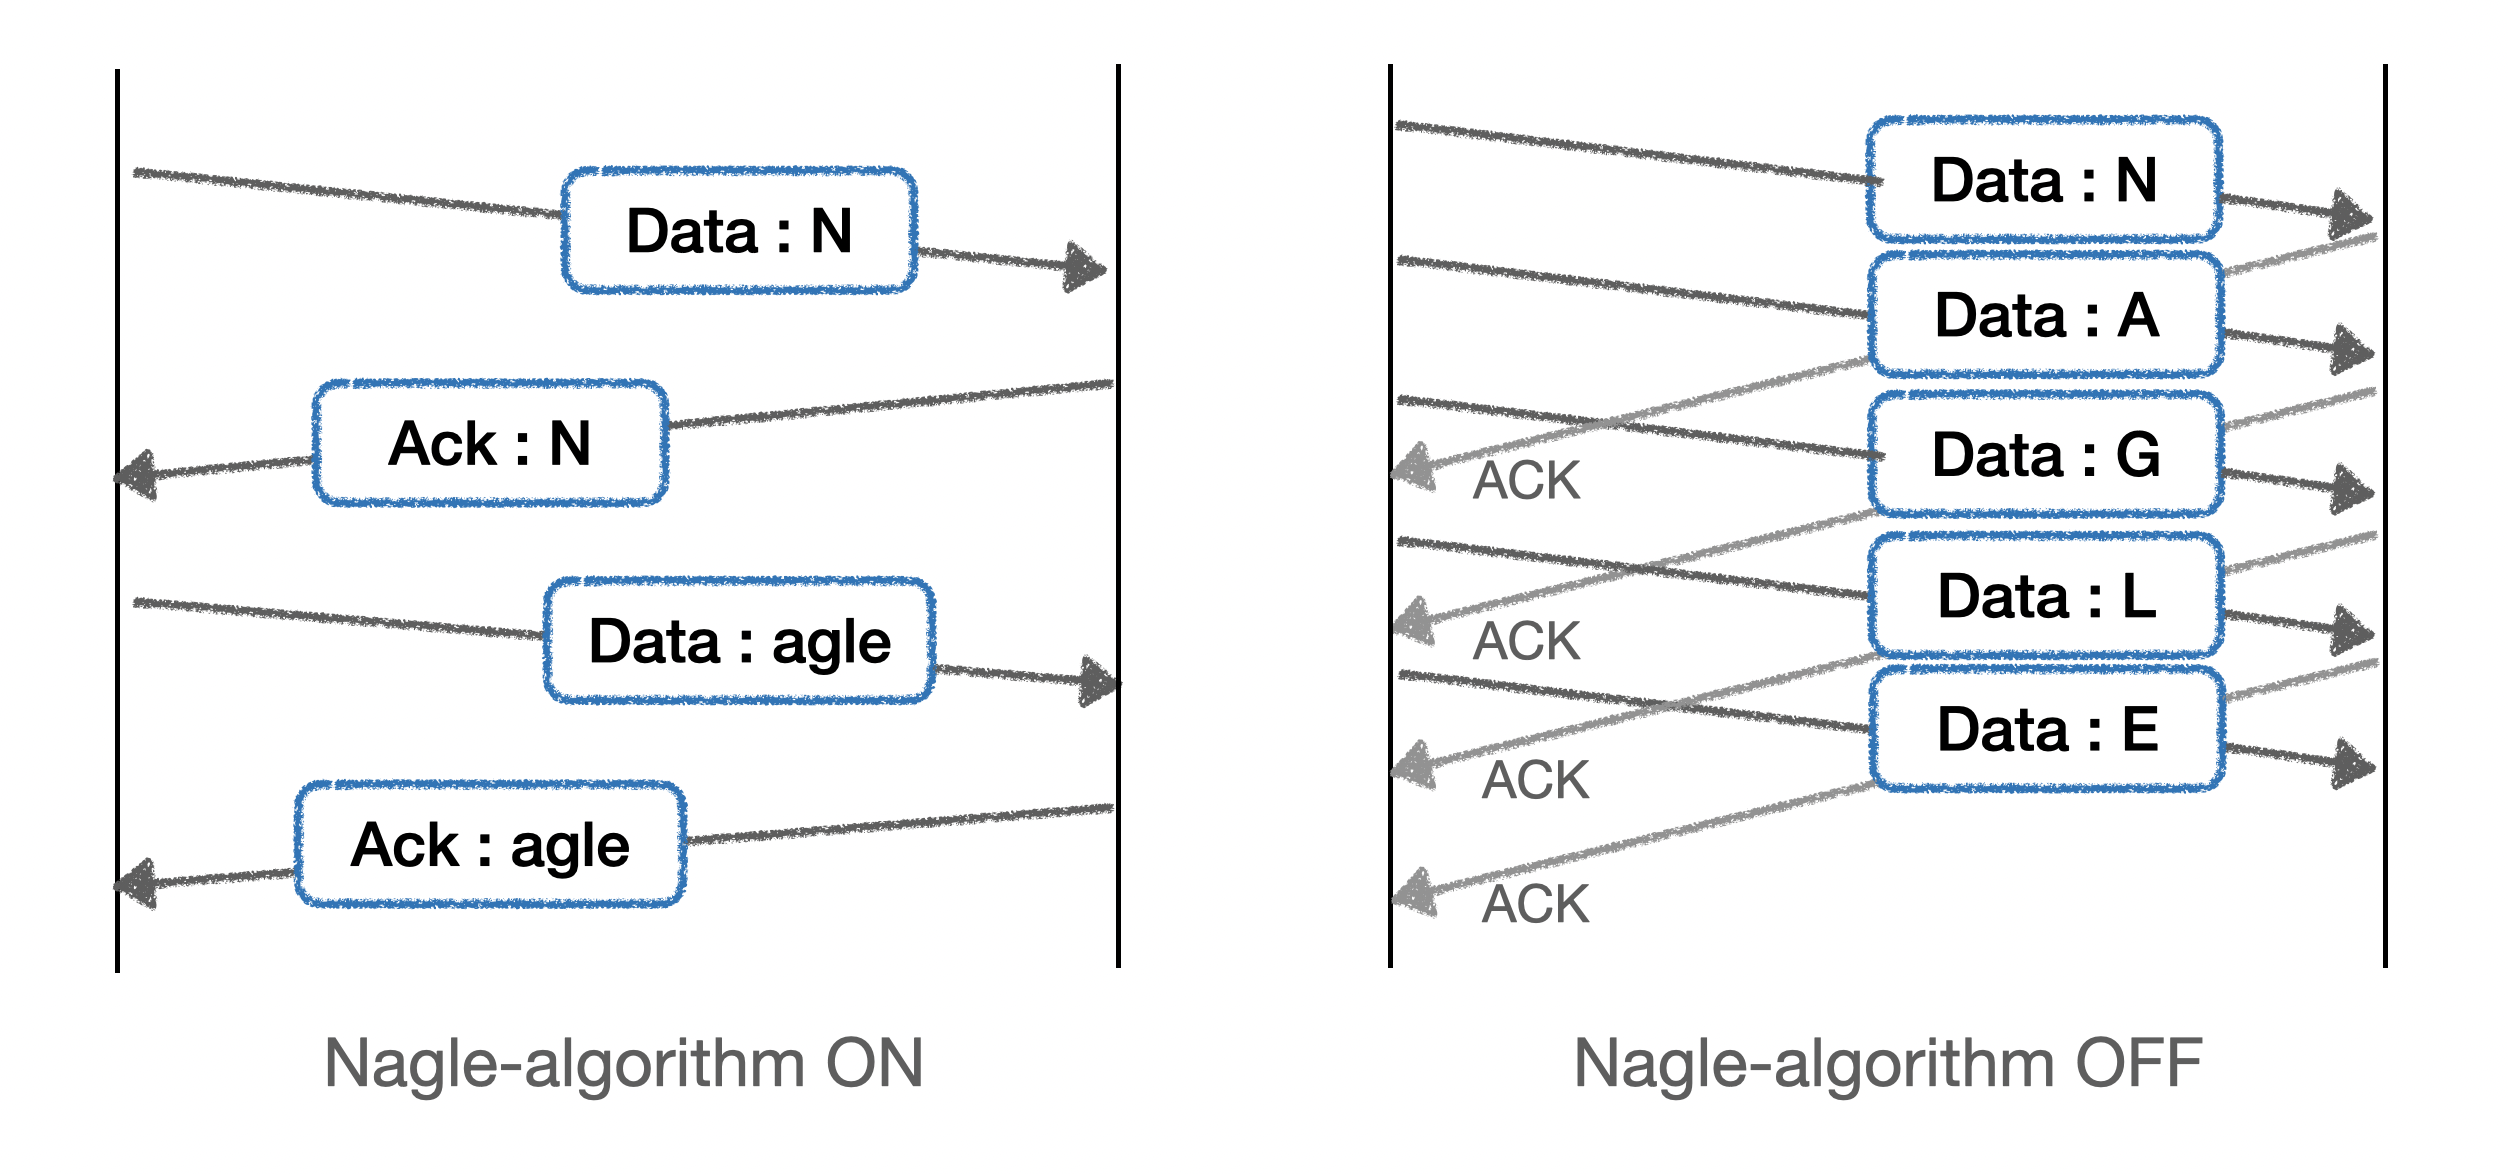 Data : N
Ack : N
Data : agle
Ack : agle
Nagle-algorithm ON
Data : N
Data : A
Data : G
ACK
Data : L
ACK
Data : E
ACK
ACK
Nagle-algorithm OFF